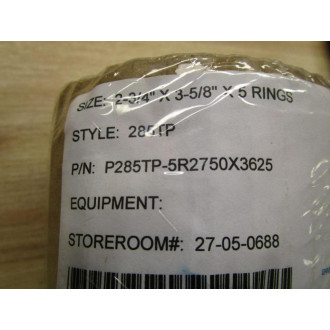 SIZE: 2-3/4" X 3-5/8" X 5 RINGS
STYLE: 285TP
P/N: P285TP-5R2750X3625
EQUIPMENT:
STOREROOM#: 27-05-0688